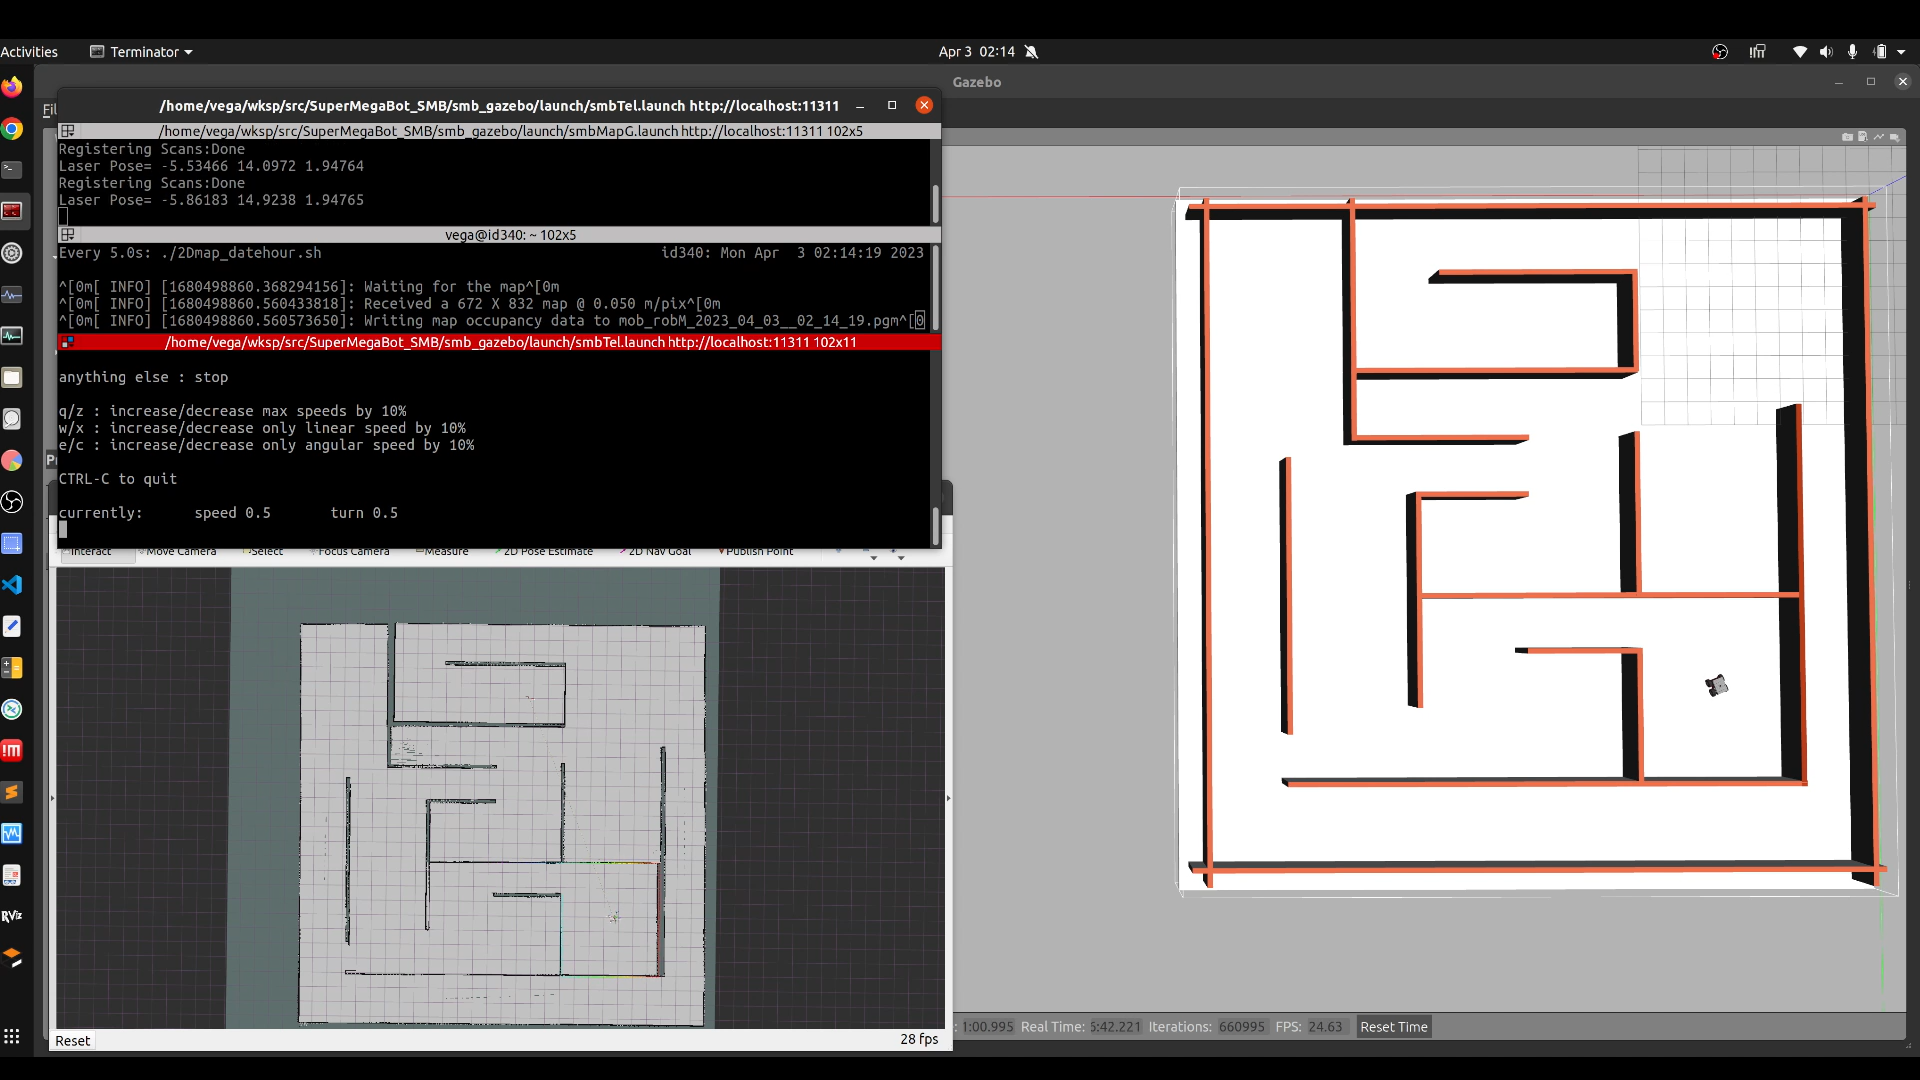 Activities
Terminator
Apr 3 02:14
Gazebo
Fil
/home/vega/wksp/src/SuperMegaBot_SMB/smb_gazebo/launch/smbTel.launch http://localhost:11311
/home/vega/wksp/src/SuperMegaBot_SMB/smb_gazebo/launch/smbMapG.launch http://localhost:11311 102x5
Registering Scans:Done
Laser Pose= -5.53466 14.0972 1.94764
Registering Scans:Done
Laser Pose= -5.86183 14.9238 1.94765
vega@id340: ~ 102x5
Every 5.0s: ./2Dmap_datehour.sh id340: Mon Apr 3 02:14:19 2023
^[0m[ INFO] [1680498860.368294156]: Waiting for the map^[0m
^[0m[ INFO] [1680498860.560433818]: Received a 672 X 832 map @ 0.050 m/pix^[0m
^[0m[ INFO] [1680498860.560573650]: Writing map occupancy data to mob_robM_2023_04_03__02_14_19.pgm^[0
/home/vega/wksp/src/SuperMegaBot_SMB/smb_gazebo/launch/smbTel.launch http://localhost:11311 102x11
anything else : stop
q/z : increase/decrease max speeds by 10%
w/x : increase/decrease only linear speed by 10%
e/c : increase/decrease only angular speed by 10%
CTRL-C to quit
currently: speed 0.5 turn 0.5
Interact Move Camera Select Focus Camera Measure 2D Pose Estimate 2D Nav Goal Publish Point
RViz
Reset
28 fps
1:00.995 Real Time: 5:42.221 Iterations: 660995 FPS: 24.63 Reset Time